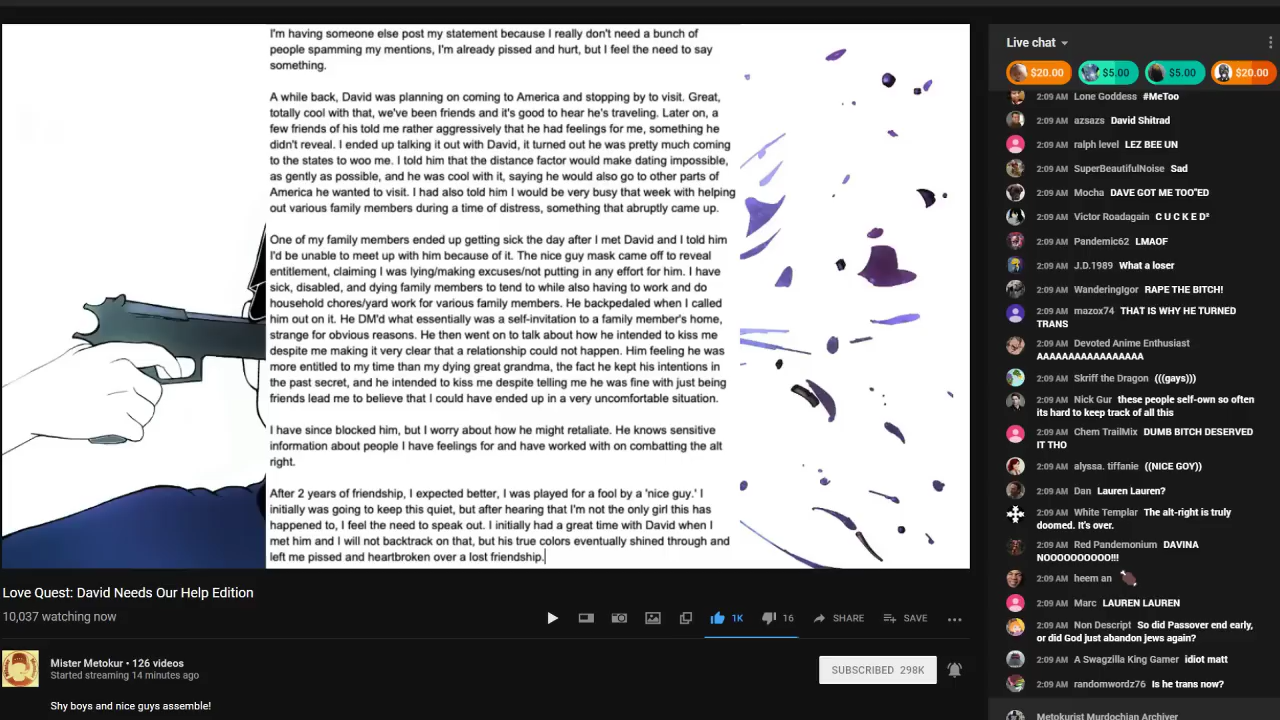 I'm having someone else post my statement because I really don't need a bunch of
people spamming my mentions, I'm already pissed and hurt, but I feel the need to say
something.
A while back, David was planning on coming to America and stopping by to visit. Great,
totally cool with that, we've been friends and it's good to hear he's traveling. Later on, a
few friends of his told me rather aggressively that he had feelings for me, something he
didn't reveal. I ended up talking it out with David, it turned out he was pretty much coming
to the states to woo me. I told him that the distance factor would make dating impossible,
as gently as possible, and he was cool with it, saying he would also go to other parts of
America he wanted to visit. I had also told him I would be very busy that week with helping
out various family members during a time of distress, something that abruptly came up.
One of my family members ended up getting sick the day after I met David and I told him
I'd be unable to meet up with him because of it. The nice guy mask came off to reveal
entitlement, claiming I was lying/making excuses/not putting in any effort for him. I have
sick, disabled, and dying family members to tend to while also having to work and do
household chores/yard work for various family members. He backpedaled when I called
him out on it. He DM'd what essentially was a self-invitation to a family member's home,
strange for obvious reasons. He then went on to talk about how he intended to kiss me
despite me making it very clear that a relationship could not happen. Him feeling he was
more entitled to my time than my dying great grandma, the fact he kept his intentions in
the past secret, and he intended to kiss me despite telling me he was fine with just being
friends lead me to believe that I could have ended up in a very uncomfortable situation.
I have since blocked him, but I worry about how he might retaliate. He knows sensitive
information about people I have feelings for and have worked with on combatting the alt
right.
After 2 years of friendship, I expected better, I was played for a fool by a 'nice guy.' I
initially was going to keep this quiet, but after hearing that I'm not the only girl this has
happened to, I feel the need to speak out. I initially had a great time with David when I
met him and I will not backtrack on that, but his true colors eventually shined through and
left me pissed and heartbroken over a lost friendship.
Love Quest: David Needs Our Help Edition
10,037 watching now
1K
16
SHARE
SAVE
Mister Metokur • 126 videos
Started streaming 14 minutes ago
SUBSCRIBED 298K
Shy boys and nice guys assemble!
Live chat
$20.00
$5.00
$5.00
$20.00
2:09 AM Lone Goddess #MeToo
2:09 AM azsazs David Shitrad
2:09 AM ralph level LEZ BEE UN
2:09 AM SuperBeautifulNoise Sad
2:09 AM Mocha DAVE GOT ME TOO"ED
2:09 AM Victor Roadagain C U C K E D²
2:09 AM Pandemic62 LMAOF
2:09 AM J.D.1989 What a loser
2:09 AM WanderingIgor RAPE THE BITCH!
2:09 AM mazox74 THAT IS WHY HE TURNED
TRANS
2:09 AM Devoted Anime Enthusiast
AAAAAAAAAAAAAAAAA
2:09 AM Skriff the Dragon (((gays)))
2:09 AM Nick Gur these people self-own so often
its hard to keep track of all this
2:09 AM Chem TrailMix DUMB BITCH DESERVED
IT THO
2:09 AM alyssa. tiffanie ((NICE GOY))
2:09 AM Dan Lauren Lauren?
2:09 AM White Templar The alt-right is truly
doomed. It's over.
2:09 AM Red Pandemonium DAVINA
NOOOOOOOOO!!!
2:09 AM heem an
2:09 AM Marc LAUREN LAUREN
2:09 AM Non Descript So did Passover end early,
or did God just abandon jews again?
2:09 AM A Swagzilla King Gamer idiot matt
2:09 AM randomwordz76 Is he trans now?
2:09 AM Metokurist Murdochian Archiver